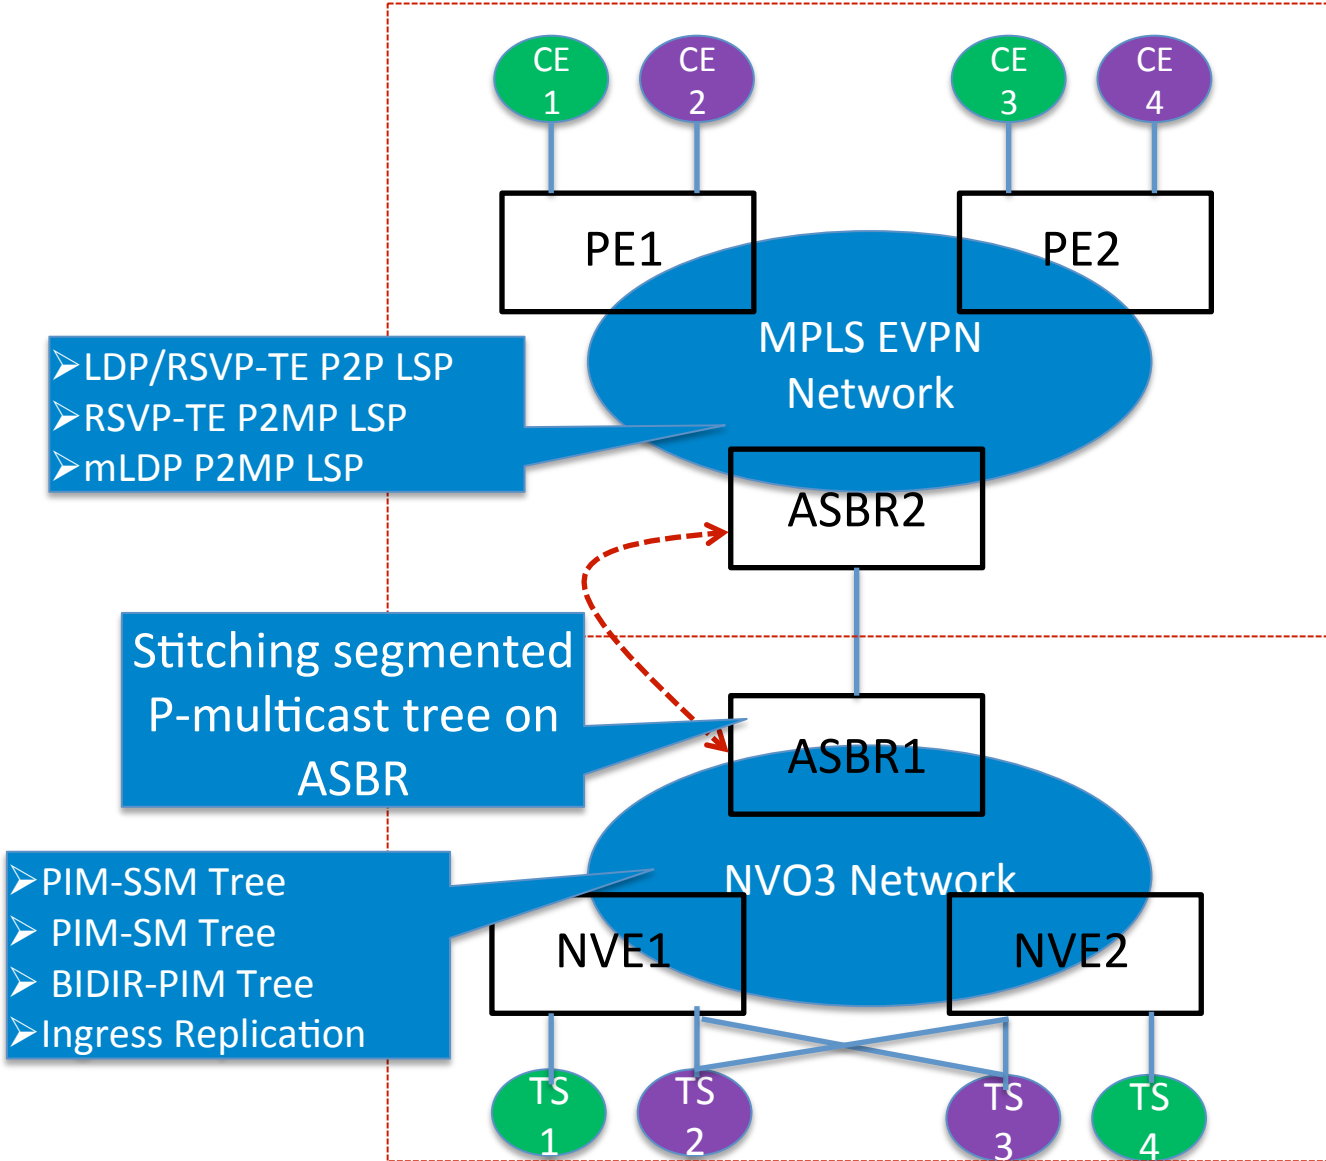 CE
1
CE
2
CE
3
CE
4
PE1
PE2
MPLS EVPN
Network
➢LDP/RSVP-TE P2P LSP
➢RSVP-TE P2MP LSP
➢mLDP P2MP LSP
ASBR2
Stitching segmented
P-multicast tree on
ASBR
ASBR1
NVO3 Network
➢PIM-SSM Tree
➢ PIM-SM Tree
➢ BIDIR-PIM Tree
➢Ingress Replication
NVE1
NVE2
TS
1
TS
2
TS
3
TS
4